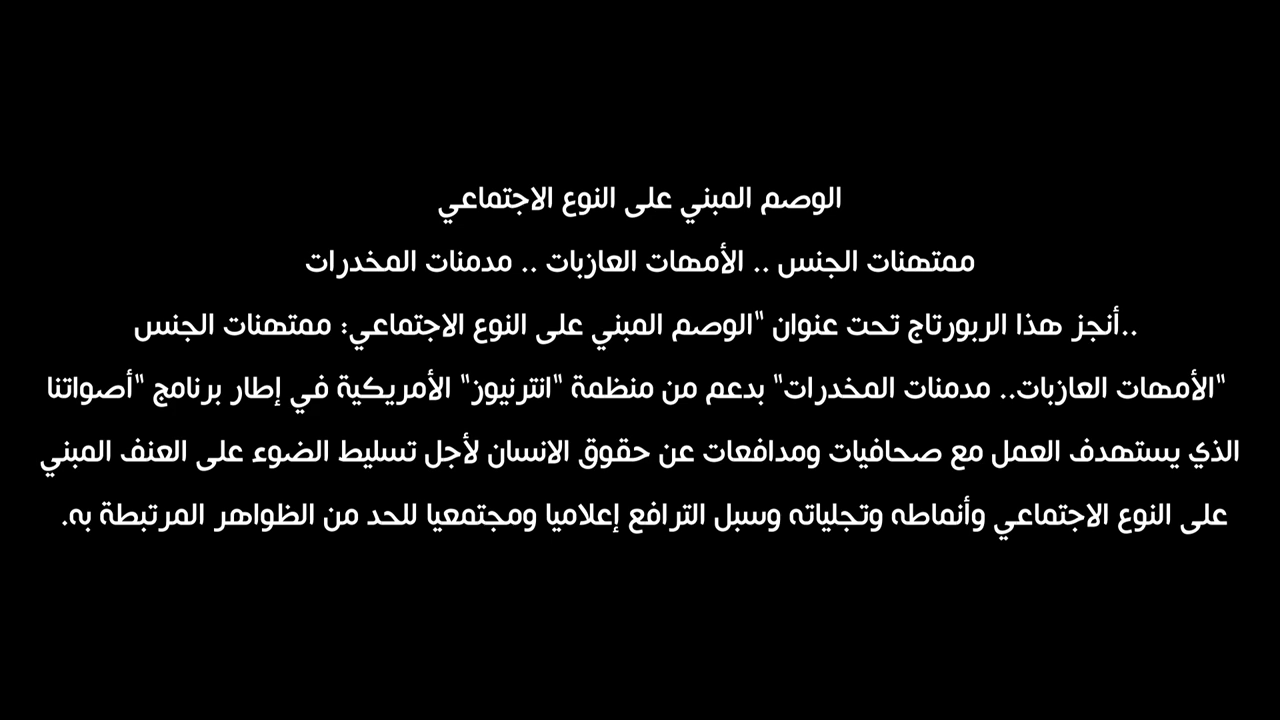 الوصم المبني على النوع الاجتماعي
ممتهنات الجنس .. الأمهات العازبات .. مدمنات المخدرات
..أنجز هذا الربورتاج تحت عنوان "الوصم المبني على النوع الاجتماعي: ممتهنات الجنس
"الأمهات العازبات.. مدمنات المخدرات" بدعم من منظمة "انترنيوز" الأمريكية في إطار برنامج "أصواتنا
الذي يستهدف العمل مع صحافيات ومدافعات عن حقوق الانسان لأجل تسليط الضوء على العنف المبني
على النوع الاجتماعي وأنماطه وتجلياته وسبل الترافع إعلاميا ومجتمعيا للحد من الظواهر المرتبطة به.